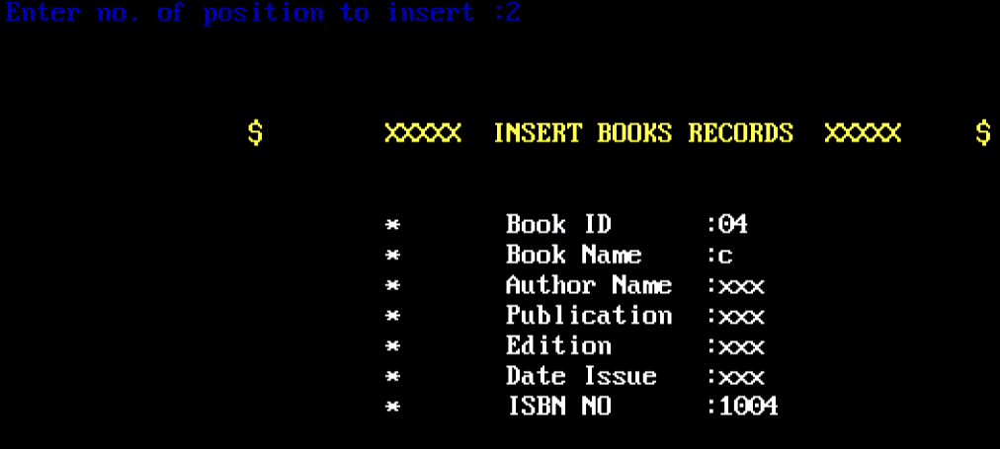 Enter no. of position to insert :2
$ XXXXX INSERT BOOKS RECORDS XXXXX $
* Book ID :04
* Book Name :c
* Author Name :xxx
* Publication :xxx
* Edition :xxx
* Date Issue :xxx
* ISBN NO :1004